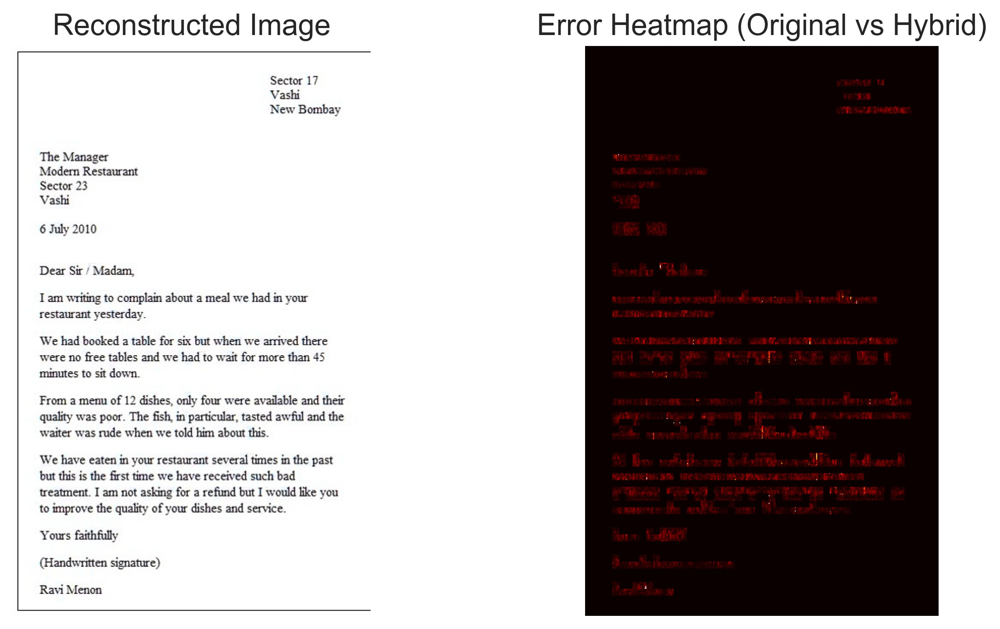 Reconstructed Image
Sector 17
Vashi
New Bombay
The Manager
Modern Restaurant
Sector 23
Vashi
6 July 2010
Dear Sir / Madam,
I am writing to complain about a meal we had in your
restaurant yesterday.
We had booked a table for six but when we arrived there
were no free tables and we had to wait for more than 45
minutes to sit down.
From a menu of 12 dishes, only four were available and their
quality was poor. The fish, in particular, tasted awful and the
waiter was rude when we told him about this.
We have eaten in your restaurant several times in the past
but this is the first time we have received such bad
treatment. I am not asking for a refund but I would like you
to improve the quality of your dishes and service.
Yours faithfully
(Handwritten signature)
Ravi Menon
Error Heatmap (Original vs Hybrid)